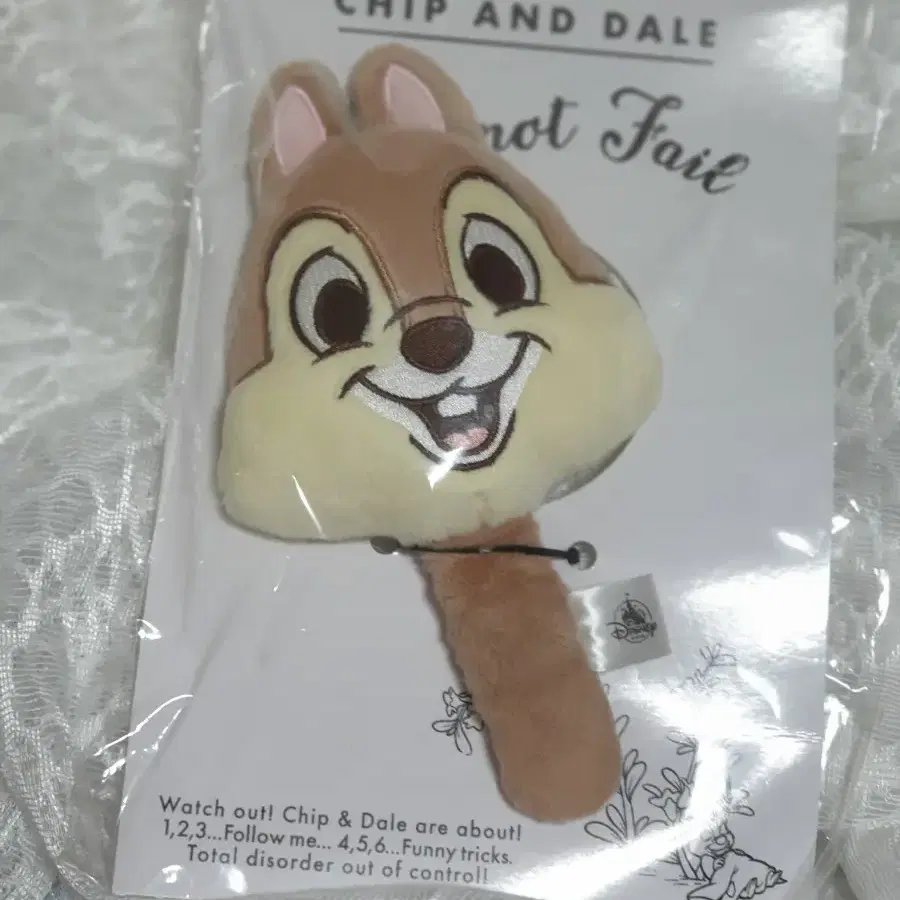 CHIP AND DALE
not Fail
Disney
Watch out! Chip & Dale are about!
1,2,3...Follow me... 4,5,6...Funny tricks.
Total disorder out of control!